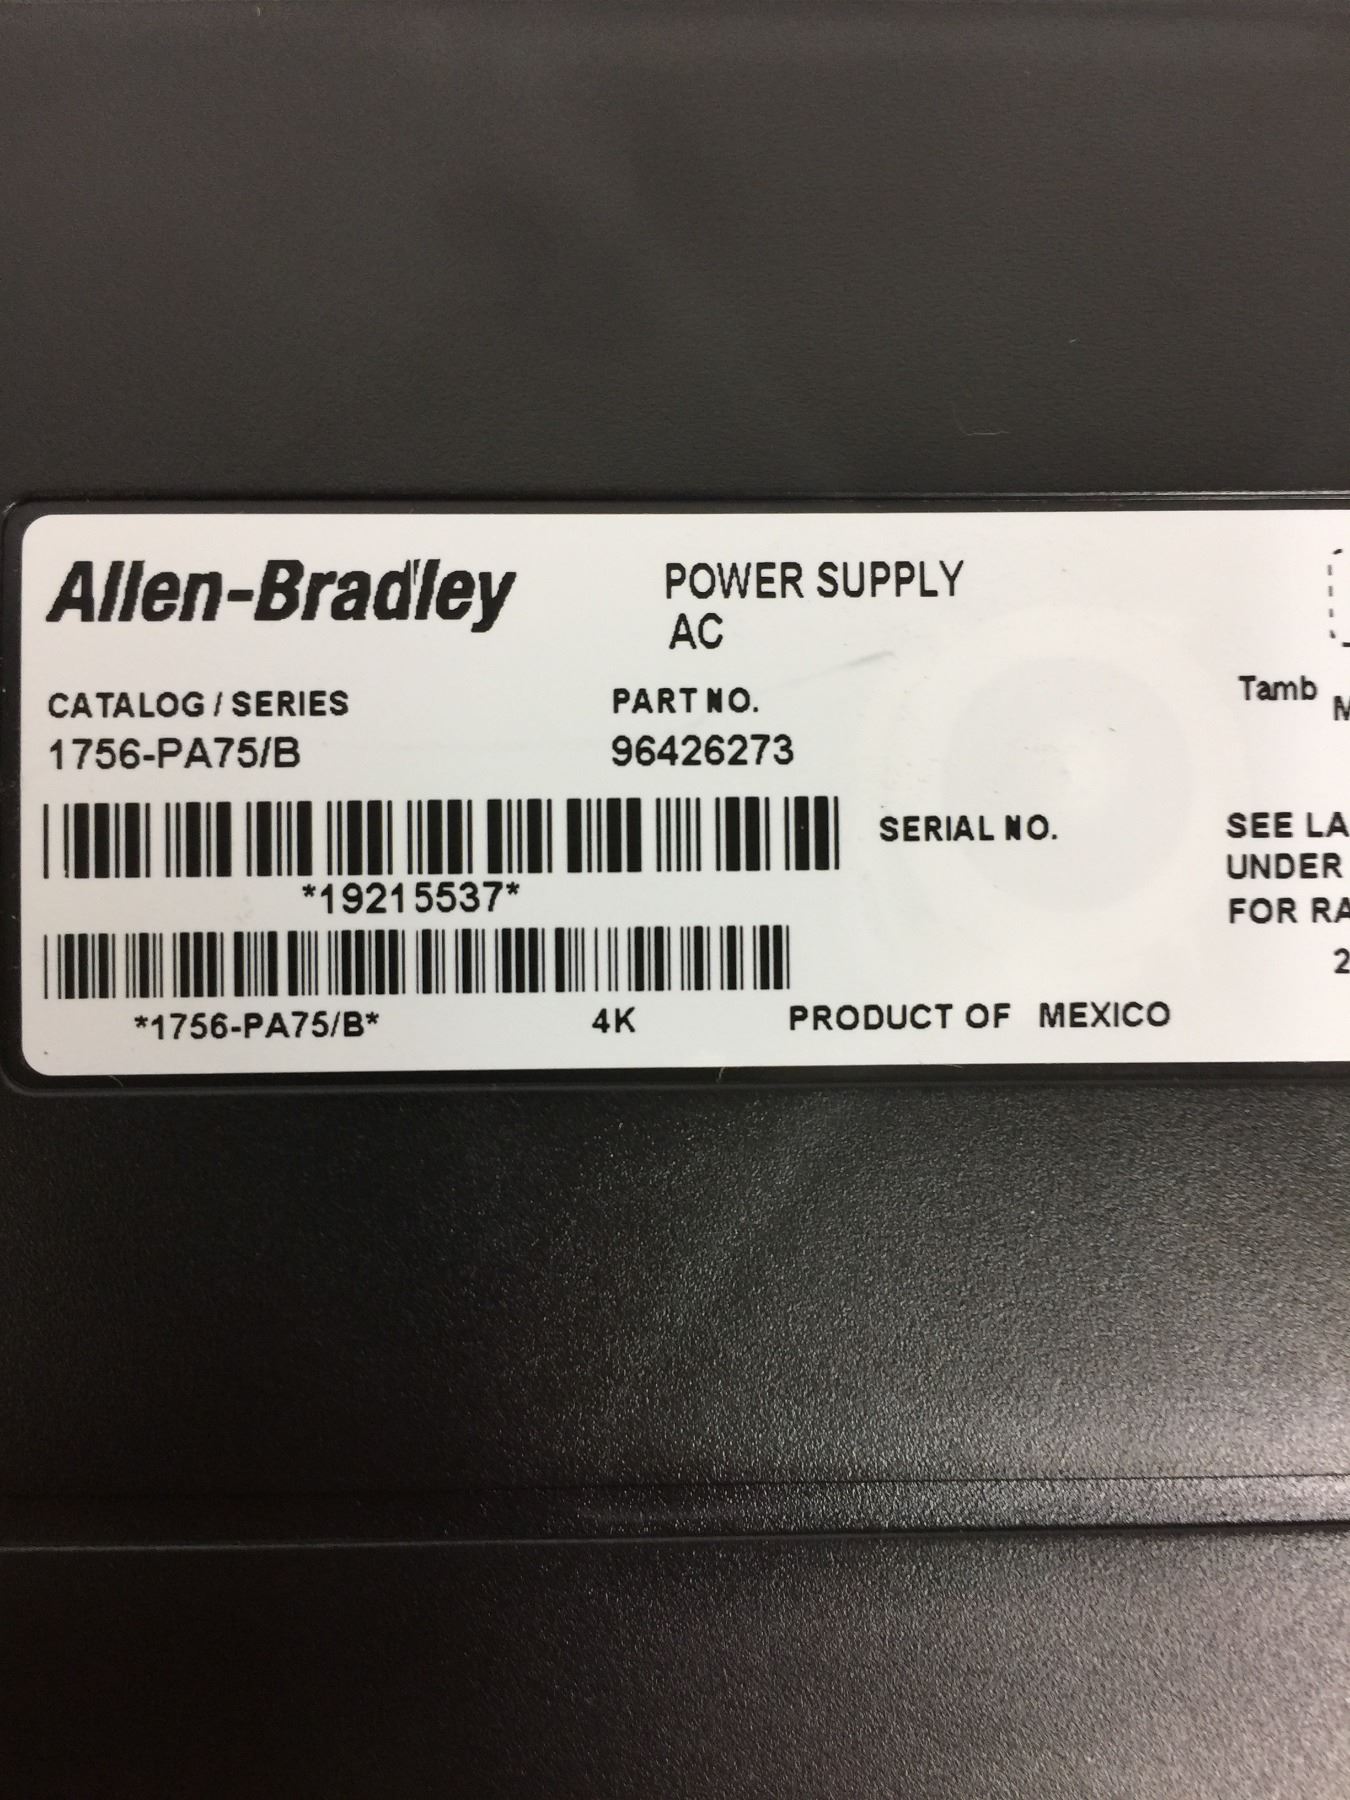 Allen-Bradley
POWER SUPPLY
AC
CATALOG / SERIES
1756-PA75/B
PART NO.
96426273
*19215537*
SERIAL NO.
*1756-PA75/B*
4K
PRODUCT OF MEXICO
Tamb
M
SEE LA
UNDER
FOR RA
2